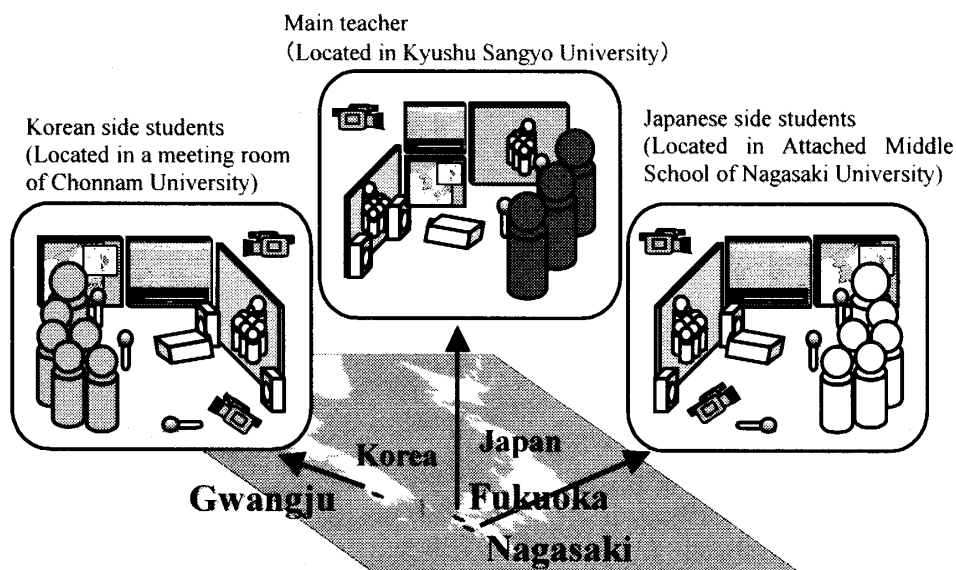 Main teacher
(Located in Kyushu Sangyo University)
Korean side students
(Located in a meeting room
of Chonnam University)
Japanese side students
(Located in Attached Middle
School of Nagasaki University)
Korea
Japan
Gwangju
Fukuoka
Nagasaki